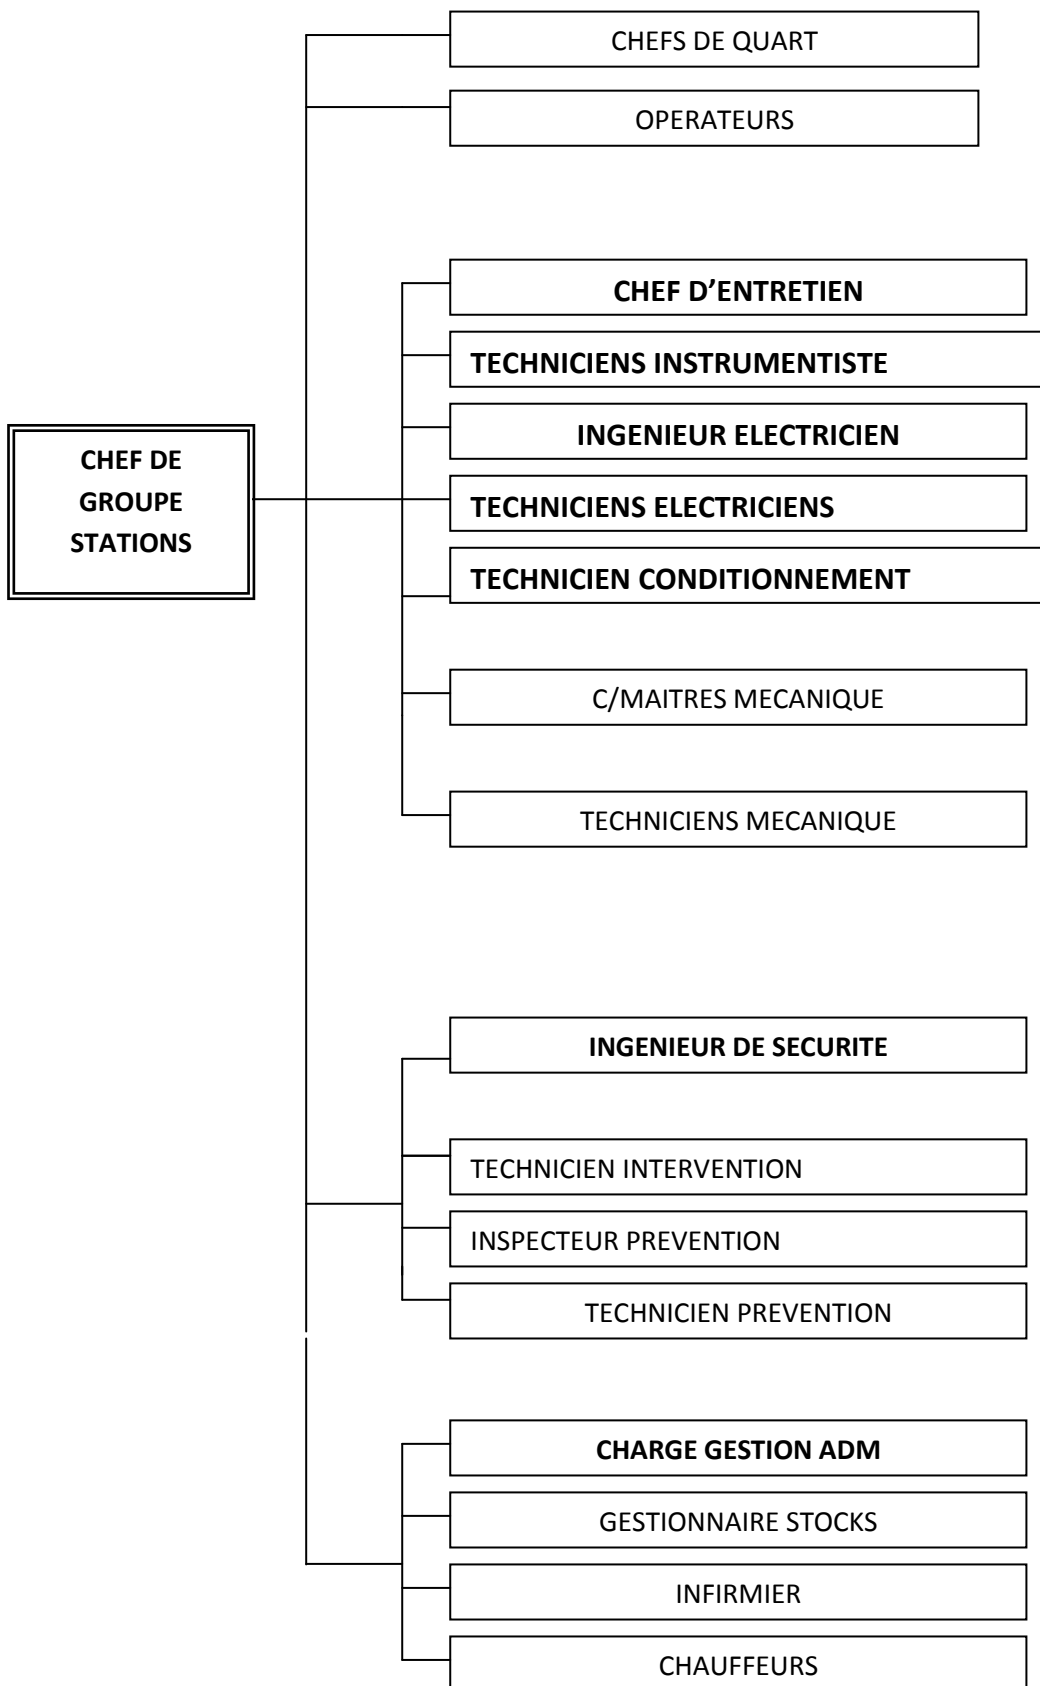 CHEFS DE QUART
OPERATEURS
CHEF D’ENTRETIEN
TECHNICIENS INSTRUMENTISTE
INGENIEUR ELECTRICIEN
CHEF DE
GROUPE
STATIONS
TECHNICIENS ELECTRICIENS
TECHNICIEN CONDITIONNEMENT
C/MAITRES MECANIQUE
TECHNICIENS MECANIQUE
INGENIEUR DE SECURITE
TECHNICIEN INTERVENTION
INSPECTEUR PREVENTION
TECHNICIEN PREVENTION
CHARGE GESTION ADM
GESTIONNAIRE STOCKS
INFIRMIER
CHAUFFEURS